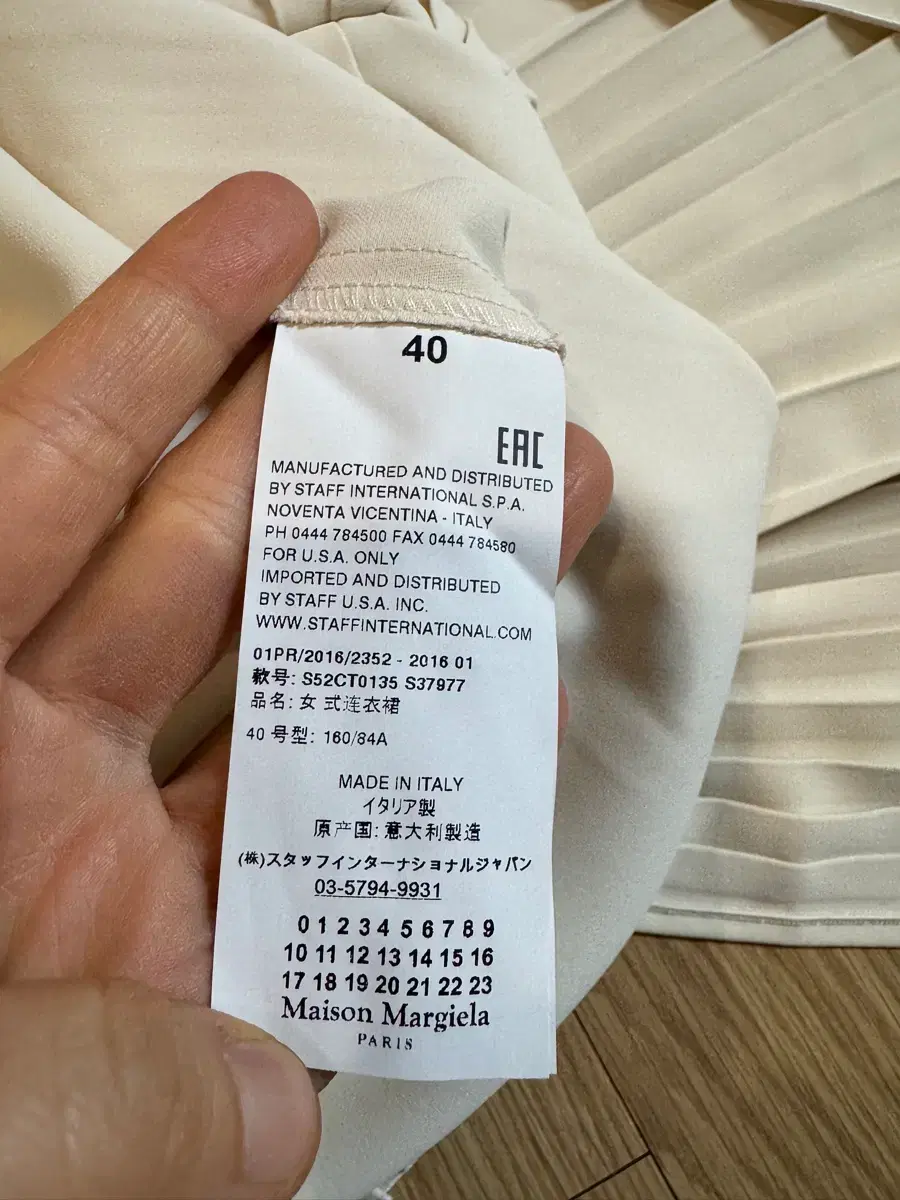 40
EAC
MANUFACTURED AND DISTRIBUTED
BY STAFF INTERNATIONAL S.P.A.
NOVENTA VICENTINA - ITALY
PH 0444 784500 FAX 0444 784580
FOR U.S.A. ONLY
IMPORTED AND DISTRIBUTED
BY STAFF U.S.A. INC.
WWW.STAFFINTERNATIONAL.COM
01PR/2016/2352 - 2016 01
款号: S52CT0135 S37977
品名: 女 式连衣裙
40 号型: 160/84A
MADE IN ITALY
イタリア製
原产国: 意大利製造
(株)スタッフインターナショナルジャパン
03-5794-9931
0 1 2 3 4 5 6 7 8 9
10 11 12 13 14 15 16
17 18 19 20 21 22 23
Maison Margiela
PARIS